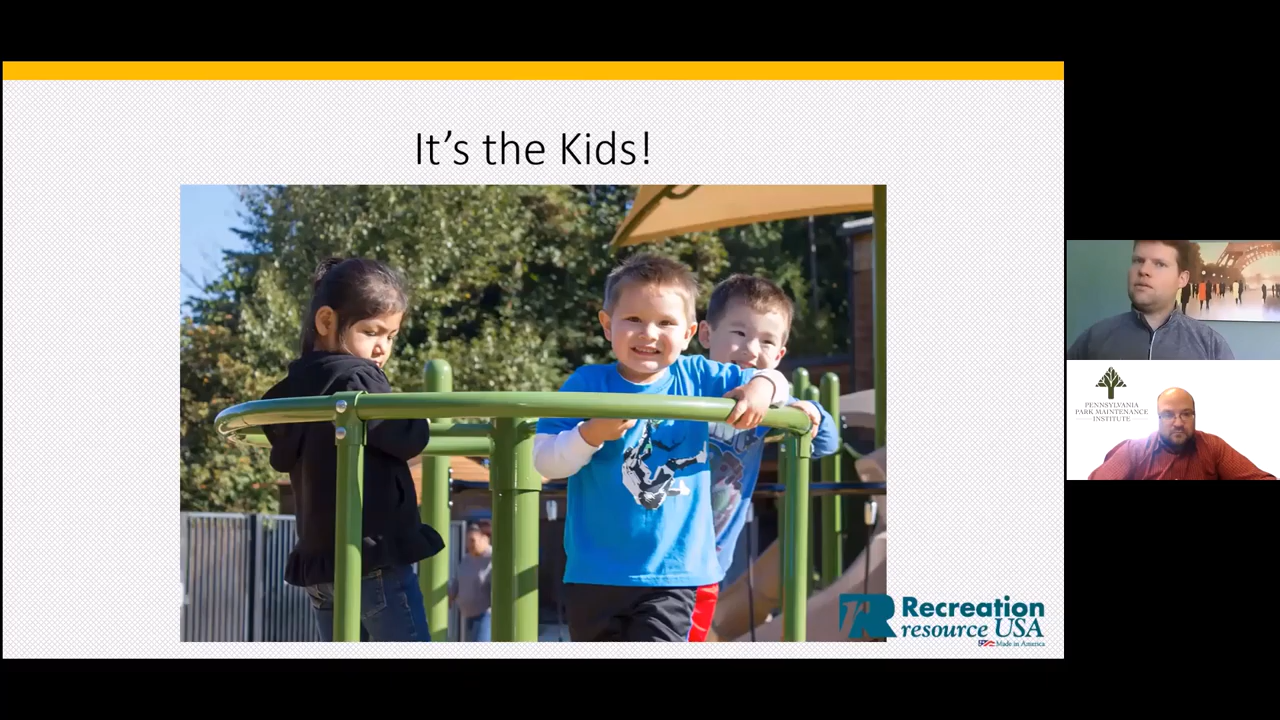 It's the Kids!
Recreation
resource USA
Made in America
PENNSYLVANIA
PARK MAINTENANCE
INSTITUTE